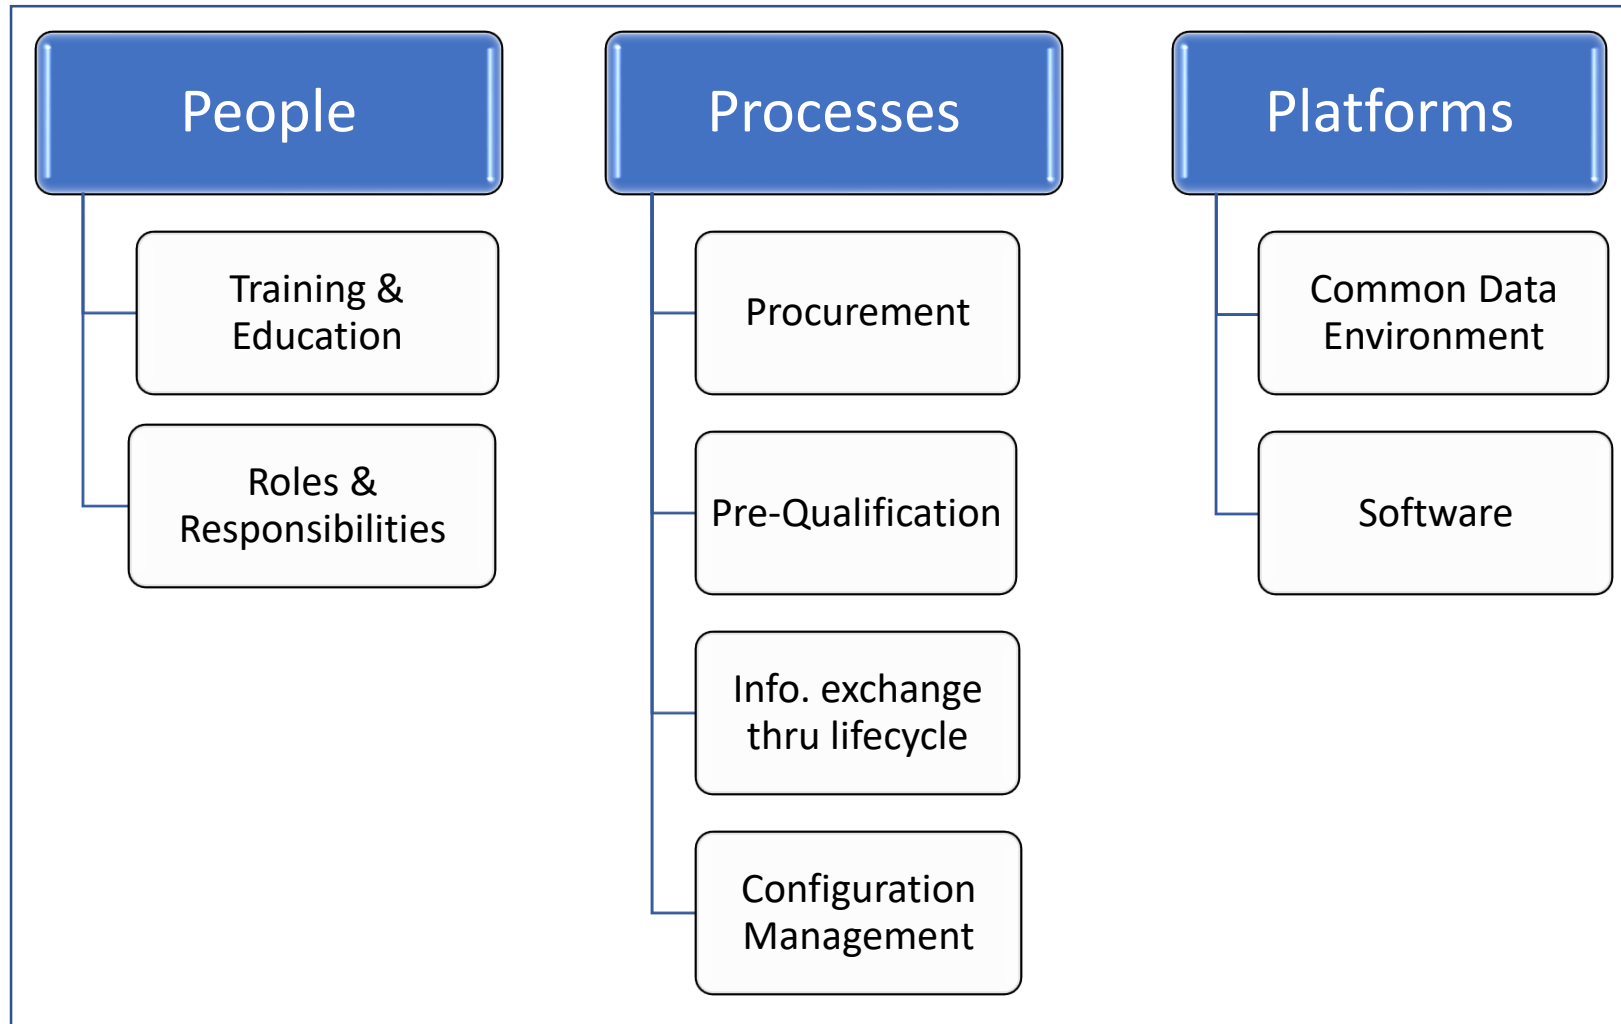 People
Training &
Education
Roles &
Responsibilities
Processes
Procurement
Pre-Qualification
Info. exchange
thru lifecycle
Configuration
Management
Platforms
Common Data
Environment
Software